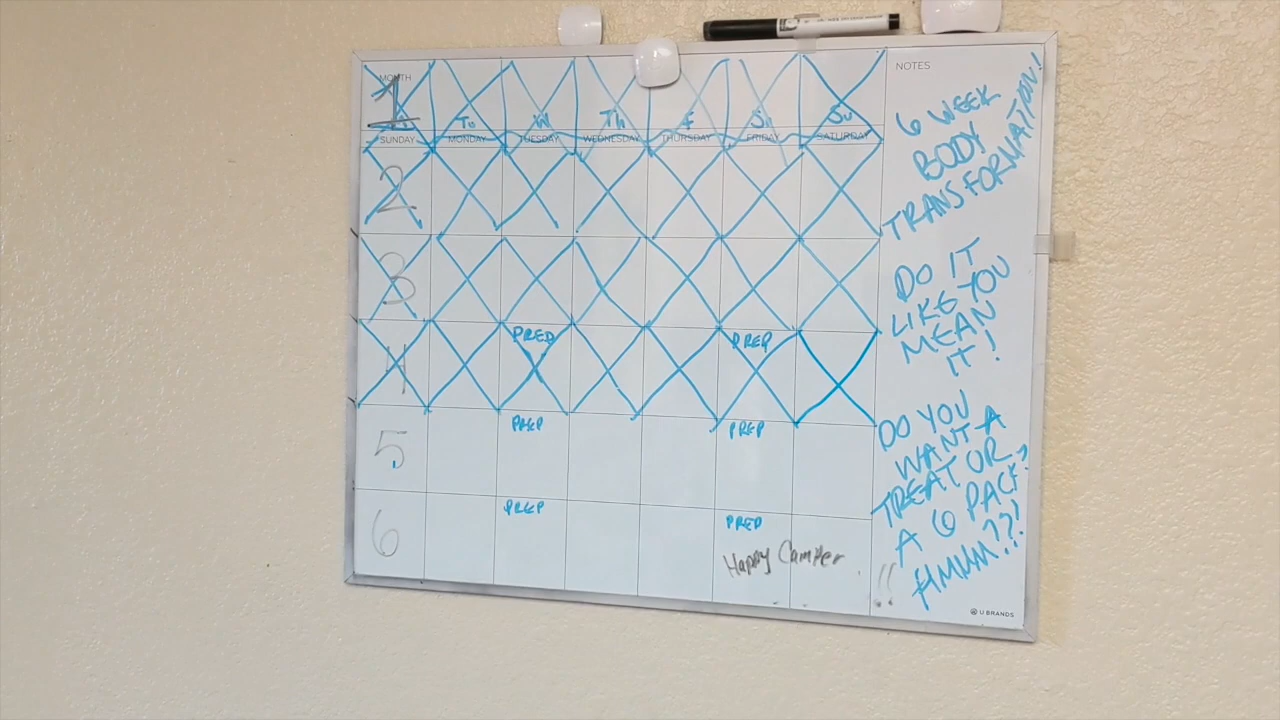 MONTH
NOTES
1
Tu W Th F Sa Su
SUNDAY MONDAY TUESDAY WEDNESDAY THURSDAY FRIDAY SATURDAY
2
3
PREP PREP
4
PREP PREP
5
PREP PREP
6
Happy Camper !!
6 WEEK
BODY
TRANSFORMATION!
DO IT
LIKE YOU
MEAN
IT!
DO YOU
WANT A
TREAT OR
A 6 PACK?
HMMM??!
U BRANDS